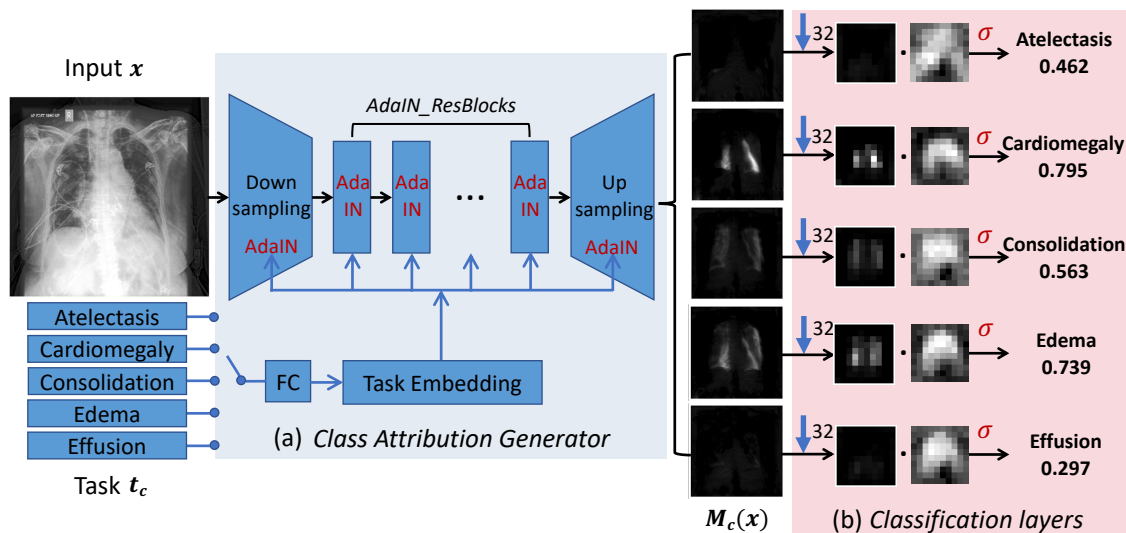 Input x
AdaIN_ResBlocks
Down
sampling
AdaIN
Ada
IN
Ada
IN
...
Ada
IN
Up
sampling
AdaIN
Atelectasis
Cardiomegaly
Consolidation
Edema
Effusion
Task t_c
FC
Task Embedding
(a) Class Attribution Generator
32
· σ
Atelectasis
0.462
32
· σ
Cardiomegaly
0.795
32
· σ
Consolidation
0.563
32
· σ
Edema
0.739
32
· σ
Effusion
0.297
M_c(x)
(b) Classification layers